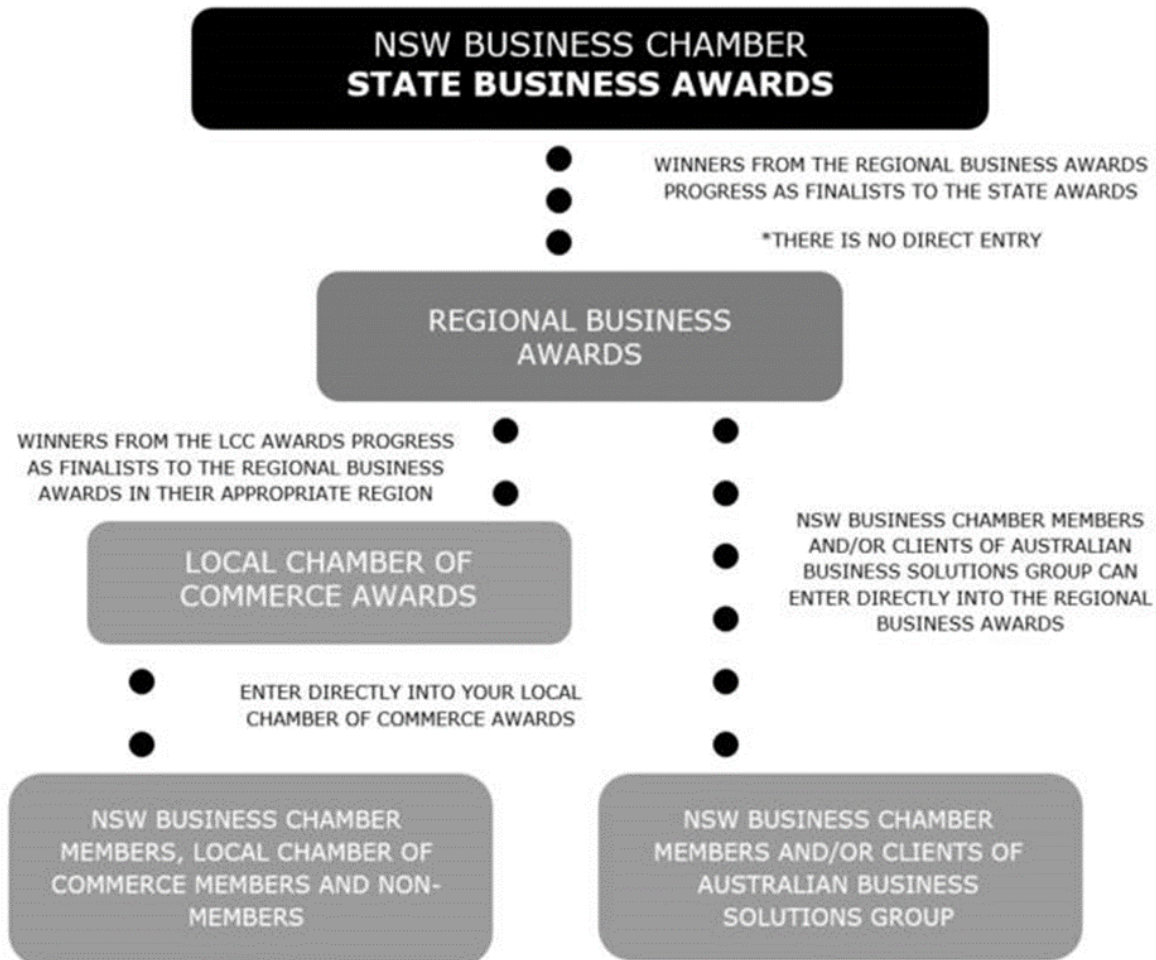 NSW BUSINESS CHAMBER
STATE BUSINESS AWARDS
WINNERS FROM THE REGIONAL BUSINESS AWARDS
PROGRESS AS FINALISTS TO THE STATE AWARDS
*THERE IS NO DIRECT ENTRY
REGIONAL BUSINESS
AWARDS
WINNERS FROM THE LCC AWARDS PROGRESS
AS FINALISTS TO THE REGIONAL BUSINESS
AWARDS IN THEIR APPROPRIATE REGION
NSW BUSINESS CHAMBER MEMBERS
AND/OR CLIENTS OF AUSTRALIAN
BUSINESS SOLUTIONS GROUP CAN
ENTER DIRECTLY INTO THE REGIONAL
BUSINESS AWARDS
LOCAL CHAMBER OF
COMMERCE AWARDS
ENTER DIRECTLY INTO YOUR LOCAL
CHAMBER OF COMMERCE AWARDS
NSW BUSINESS CHAMBER
MEMBERS, LOCAL CHAMBER OF
COMMERCE MEMBERS AND NON-
MEMBERS
NSW BUSINESS CHAMBER
MEMBERS AND/OR CLIENTS OF
AUSTRALIAN BUSINESS
SOLUTIONS GROUP